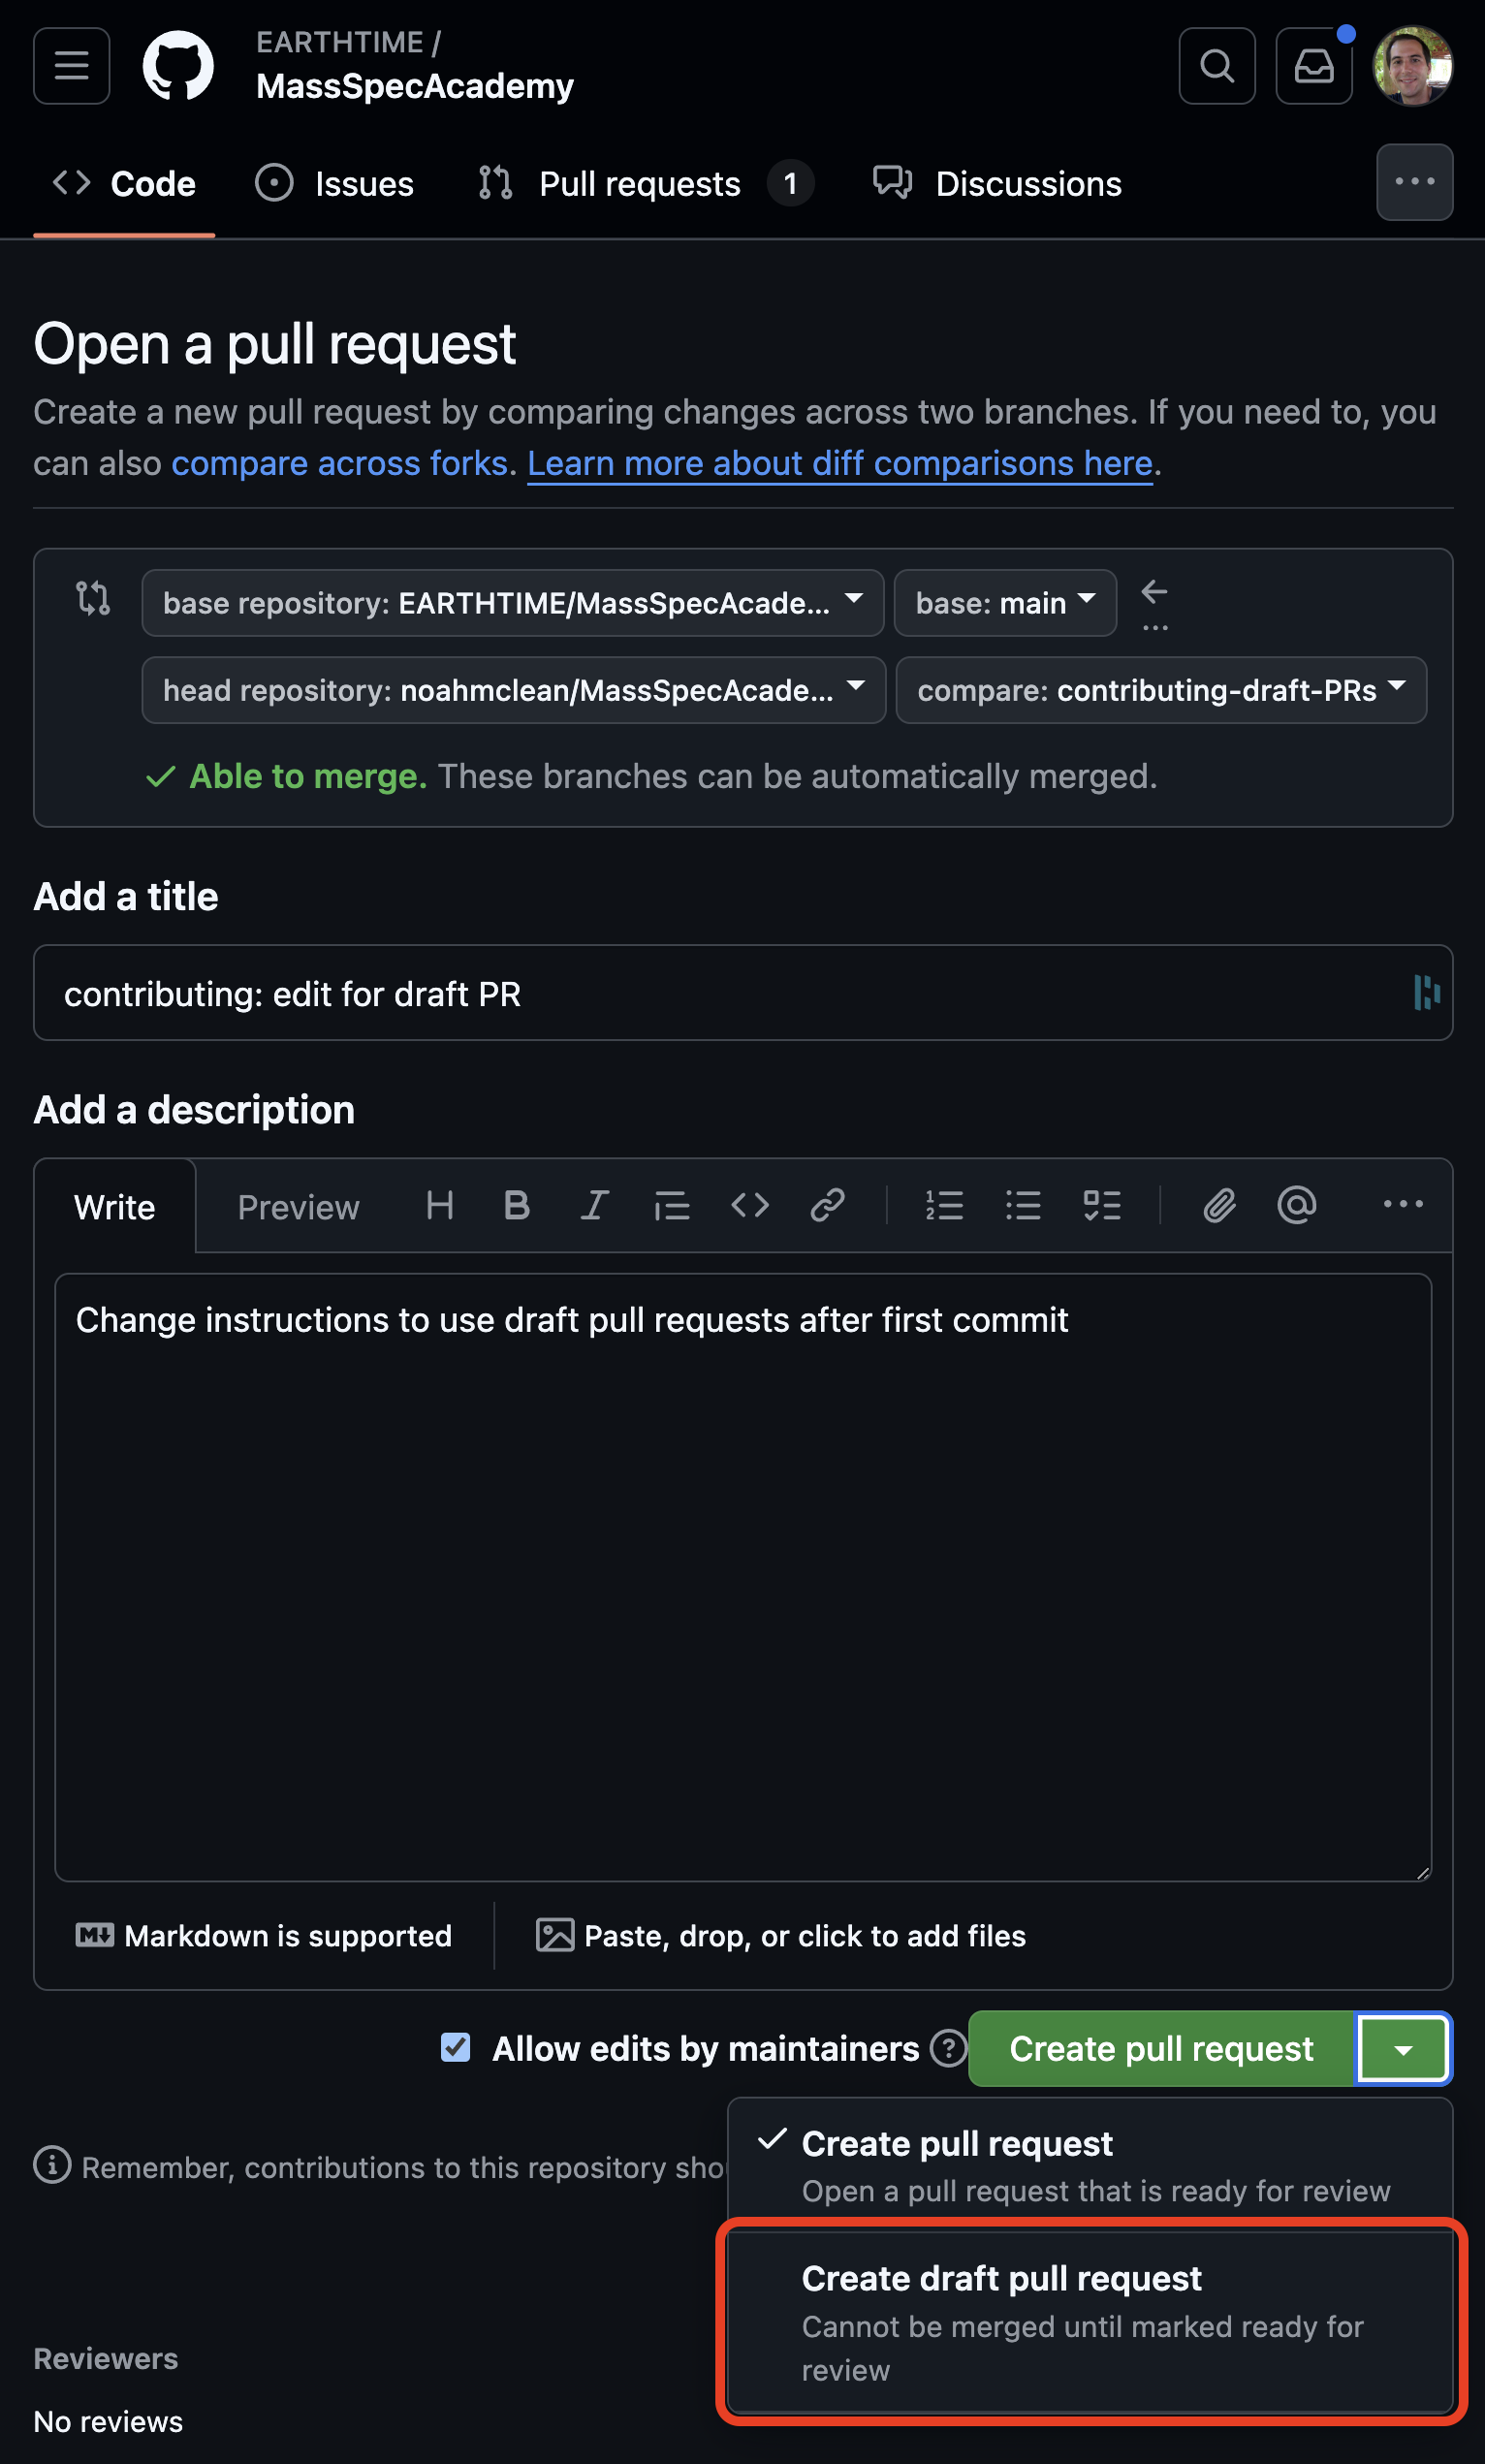 EARTHTIME /
MassSpecAcademy
Code Issues Pull requests 1 Discussions
Open a pull request
Create a new pull request by comparing changes across two branches. If you need to, you
can also compare across forks. Learn more about diff comparisons here.
base repository: EARTHTIME/MassSpecAcade... base: main
...
head repository: noahmclean/MassSpecAcade... compare: contributing-draft-PRs
Able to merge. These branches can be automatically merged.
Add a title
contributing: edit for draft PR
Add a description
Write Preview H B I
Change instructions to use draft pull requests after first commit
Markdown is supported Paste, drop, or click to add files
Allow edits by maintainers Create pull request
Create pull request
Remember, contributions to this repository
Open a pull request that is ready for review
Create draft pull request
Cannot be merged until marked ready for
review
Reviewers
No reviews